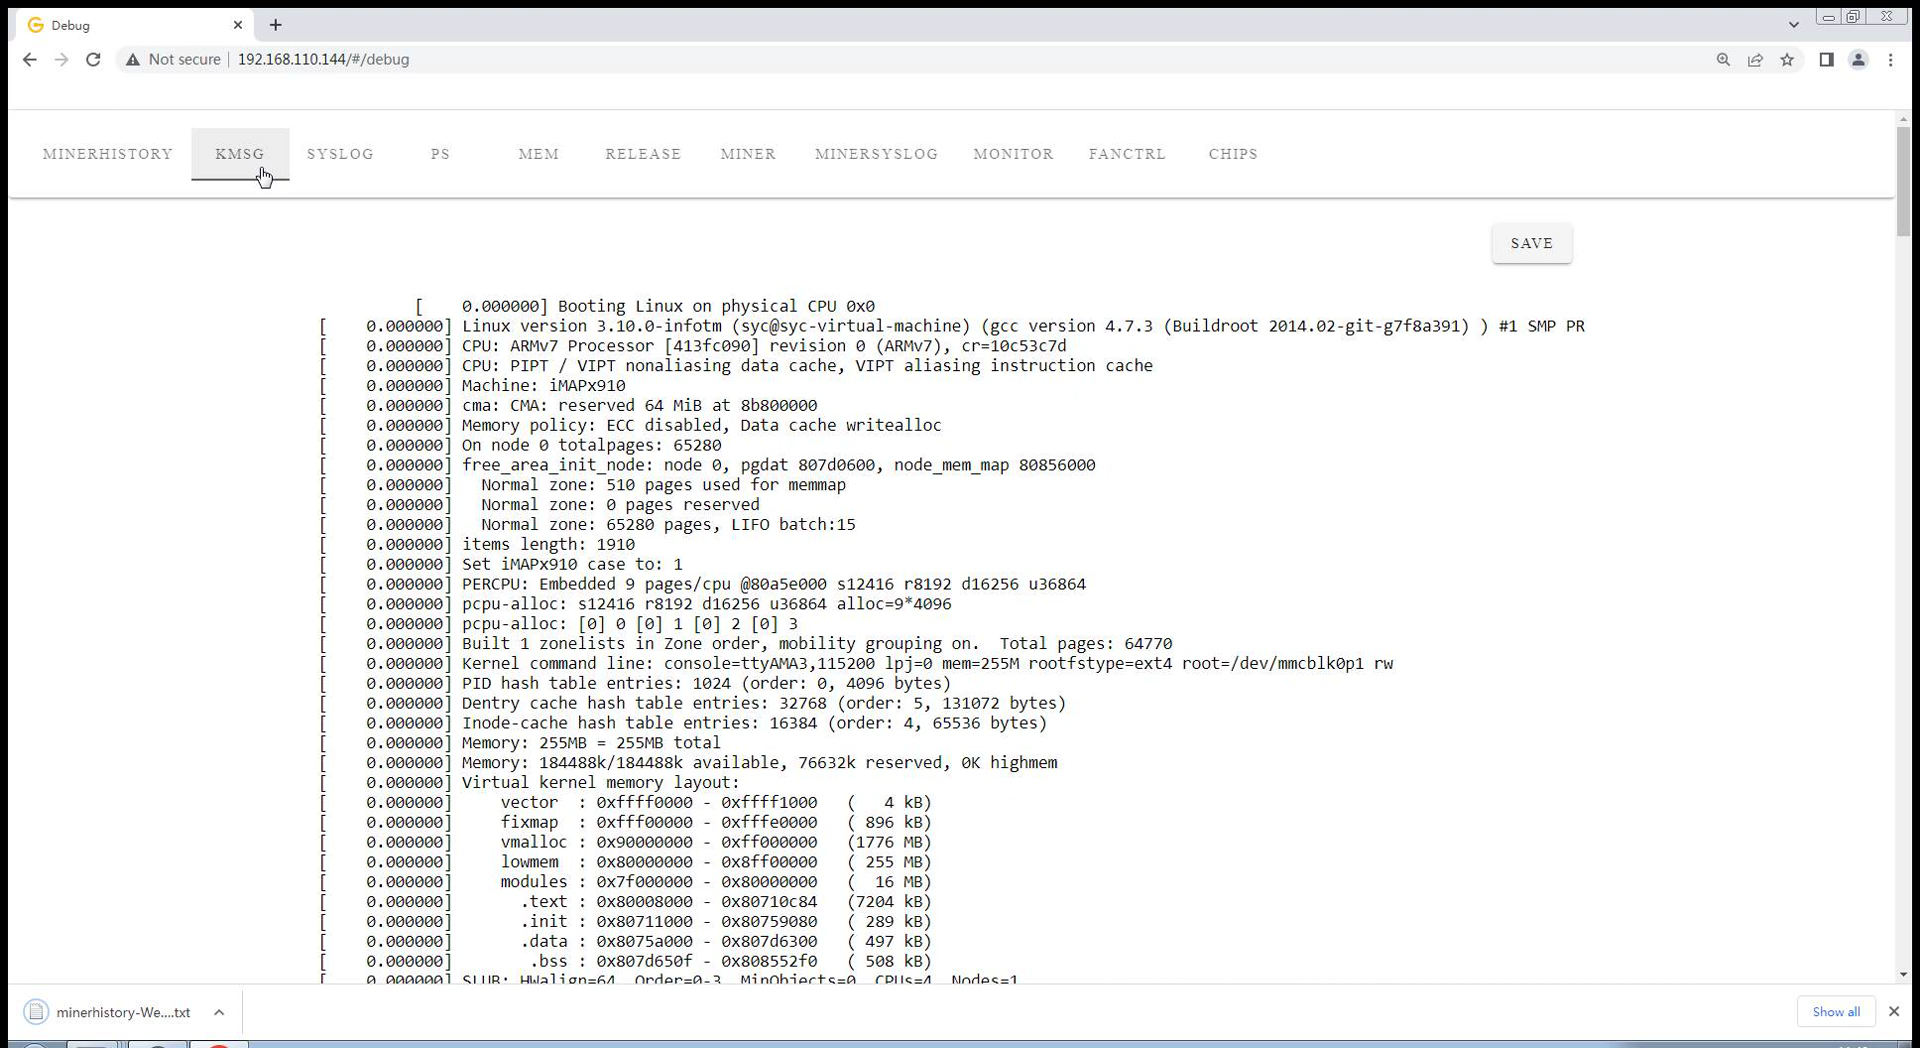 Debug
Not secure 192.168.110.144/#/debug
MINERHISTORY KMSG SYSLOG PS MEM RELEASE MINER MINERSYSLOG MONITOR FANCTRL CHIPS
SAVE
[    0.000000] Booting Linux on physical CPU 0x0
[    0.000000] Linux version 3.10.0-infotm (syc@syc-virtual-machine) (gcc version 4.7.3 (Buildroot 2014.02-git-g7f8a391) ) #1 SMP PR
[    0.000000] CPU: ARMv7 Processor [413fc090] revision 0 (ARMv7), cr=10c53c7d
[    0.000000] CPU: PIPT / VIPT nonaliasing data cache, VIPT aliasing instruction cache
[    0.000000] Machine: iMAPx910
[    0.000000] cma: CMA: reserved 64 MiB at 8b800000
[    0.000000] Memory policy: ECC disabled, Data cache writealloc
[    0.000000] On node 0 totalpages: 65280
[    0.000000] free_area_init_node: node 0, pgdat 807d0600, node_mem_map 80856000
[    0.000000]   Normal zone: 510 pages used for memmap
[    0.000000]   Normal zone: 0 pages reserved
[    0.000000]   Normal zone: 65280 pages, LIFO batch:15
[    0.000000] items length: 1910
[    0.000000] Set iMAPx910 case to: 1
[    0.000000] PERCPU: Embedded 9 pages/cpu @80a5e000 s12416 r8192 d16256 u36864
[    0.000000] pcpu-alloc: s12416 r8192 d16256 u36864 alloc=9*4096
[    0.000000] pcpu-alloc: [0] 0 [0] 1 [0] 2 [0] 3
[    0.000000] Built 1 zonelists in Zone order, mobility grouping on.  Total pages: 64770
[    0.000000] Kernel command line: console=ttyAMA3,115200 lpj=0 mem=255M rootfstype=ext4 root=/dev/mmcblk0p1 rw
[    0.000000] PID hash table entries: 1024 (order: 0, 4096 bytes)
[    0.000000] Dentry cache hash table entries: 32768 (order: 5, 131072 bytes)
[    0.000000] Inode-cache hash table entries: 16384 (order: 4, 65536 bytes)
[    0.000000] Memory: 255MB = 255MB total
[    0.000000] Memory: 184488k/184488k available, 76632k reserved, 0K highmem
[    0.000000] Virtual kernel memory layout:
[    0.000000]     vector  : 0xffff0000 - 0xffff1000   (   4 kB)
[    0.000000]     fixmap  : 0xfff00000 - 0xfffe0000   ( 896 kB)
[    0.000000]     vmalloc : 0x90000000 - 0xff000000   (1776 MB)
[    0.000000]     lowmem  : 0x80000000 - 0x8ff00000   ( 255 MB)
[    0.000000]     modules : 0x7f000000 - 0x80000000   (  16 MB)
[    0.000000]       .text : 0x80008000 - 0x80710c84   (7204 kB)
[    0.000000]       .init : 0x80711000 - 0x80759080   ( 289 kB)
[    0.000000]       .data : 0x8075a000 - 0x807d6300   ( 497 kB)
[    0.000000]        .bss : 0x807d650f - 0x808552f0   ( 508 kB)
[    0.000000] SLUB: HWalign=64, Order=0-3, MinObjects=0, CPUs=4, Nodes=1
minerhistory-We....txt
Show all